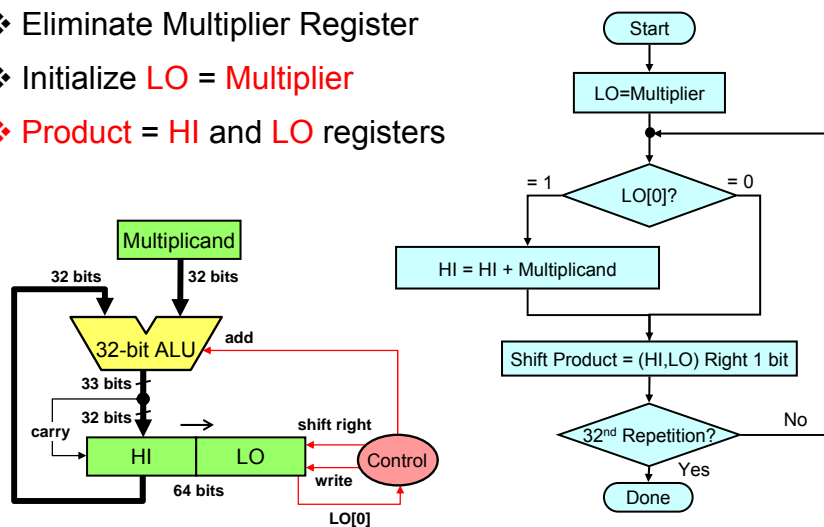 ❖ Eliminate Multiplier Register
❖ Initialize LO = Multiplier
❖ Product = HI and LO registers
Multiplicand
32 bits
32 bits
32-bit ALU
add
33 bits
32 bits
carry
HI
LO
64 bits
shift right
write
Control
LO[0]
Start
LO=Multiplier
LO[0]?
= 1
= 0
HI = HI + Multiplicand
Shift Product = (HI,LO) Right 1 bit
32nd Repetition?
No
Yes
Done